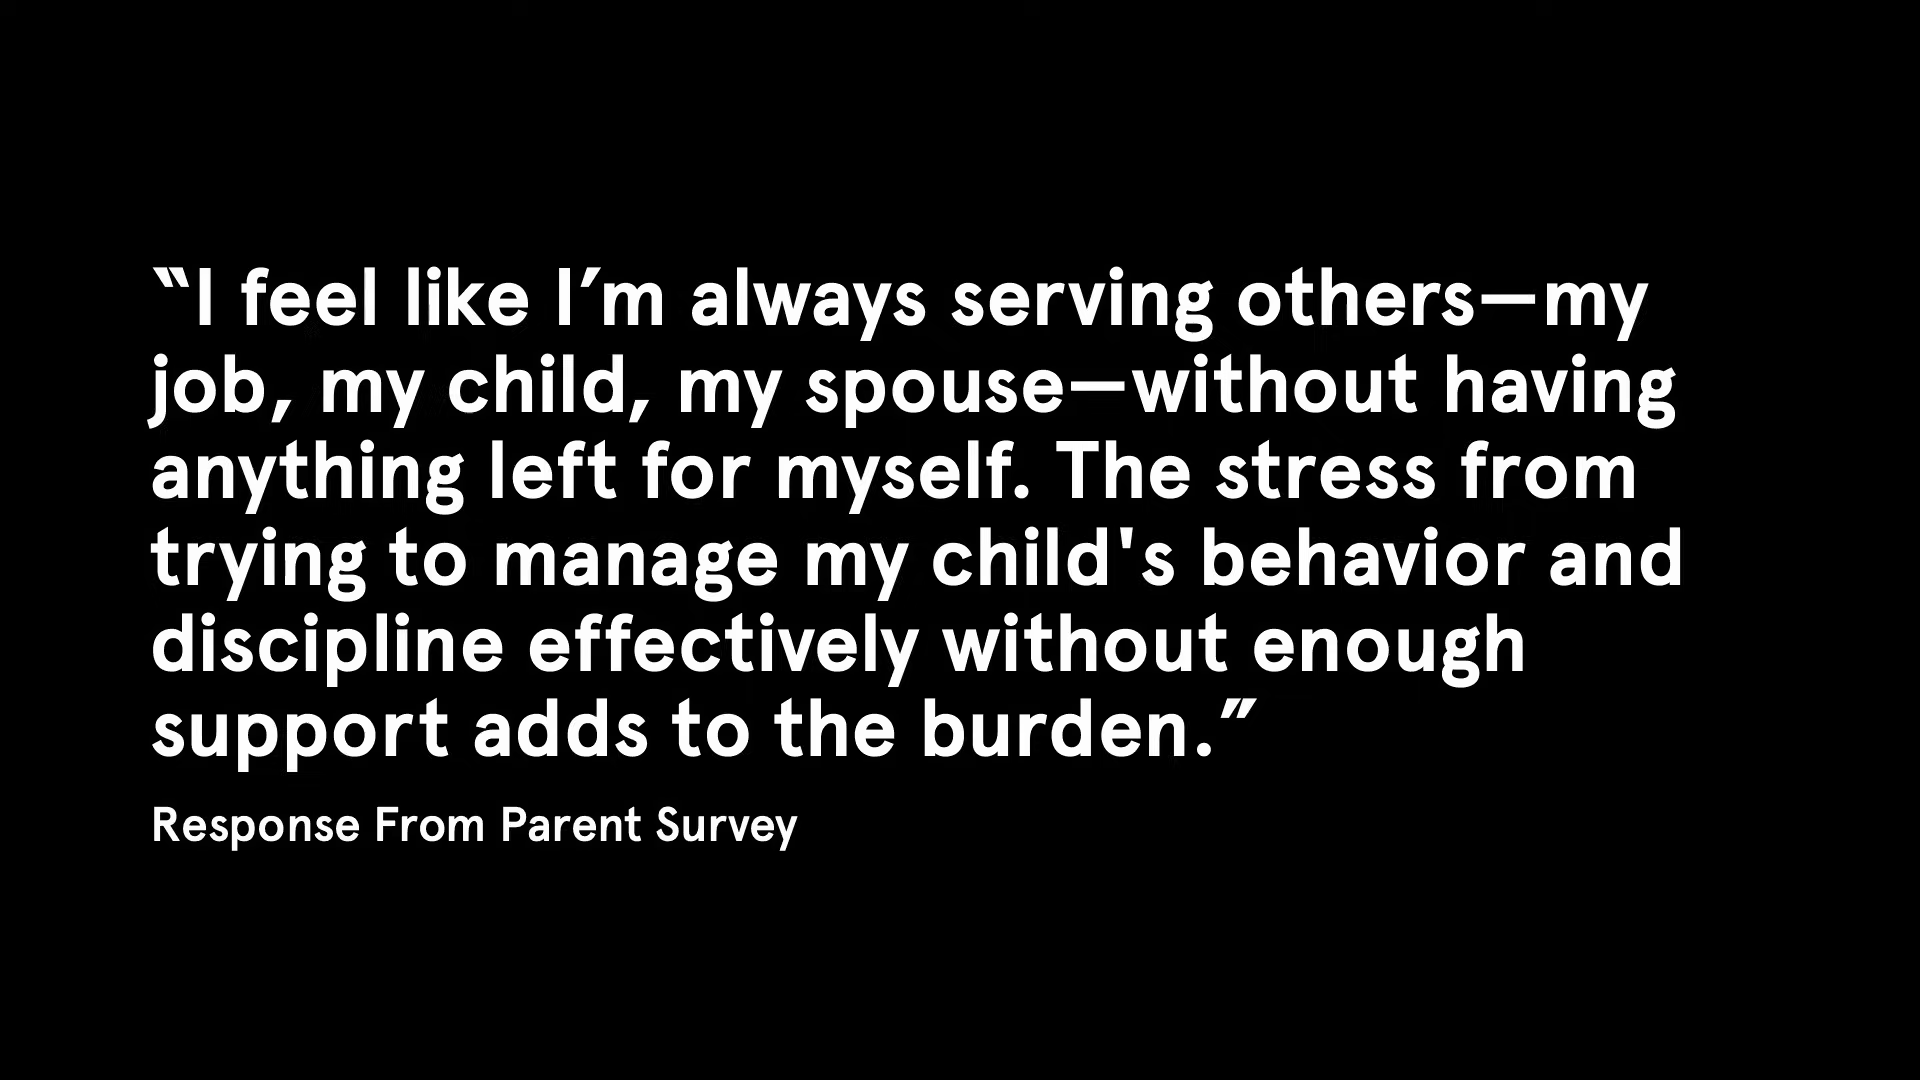 “I feel like I’m always serving others—my
job, my child, my spouse—without having
anything left for myself. The stress from
trying to manage my child's behavior and
discipline effectively without enough
support adds to the burden.”
Response From Parent Survey